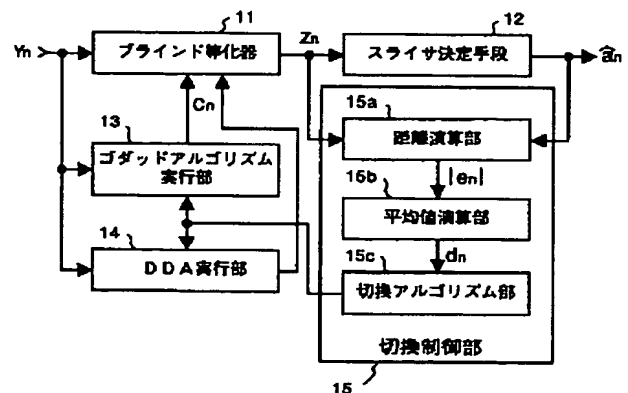 11
12
Yn
ブラインド等化器
Zn
スライサ決定手段
ân
Cn
15a
13
距離演算部
ゴダッドアルゴリズム
実行部
|en|
15b
平均値演算部
14
dn
15c
DDA実行部
切換アルゴリズム部
切換制御部
15